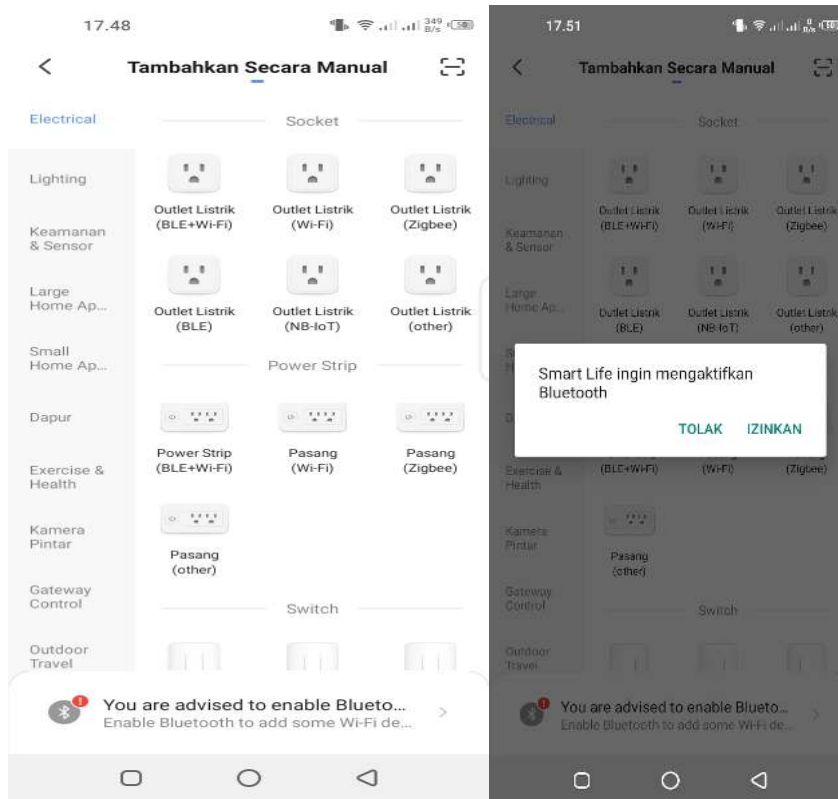 17.48
349
B/s
50
Tambahkan Secara Manual
Electrical
Socket
Lighting
Outlet Listrik
(BLE+Wi-Fi)
Outlet Listrik
(Wi-Fi)
Outlet Listrik
(Zigbee)
Keamanan
& Sensor
Large
Home Ap...
Outlet Listrik
(BLE)
Outlet Listrik
(NB-IoT)
Outlet Listrik
(other)
Small
Home Ap...
Power Strip
Dapur
Power Strip
(BLE+Wi-Fi)
Pasang
(Wi-Fi)
Pasang
(Zigbee)
Exercise &
Health
Kamera
Pintar
Pasang
(other)
Gateway
Control
Switch
Outdoor
Travel
You are advised to enable Blueto...
Enable Bluetooth to add some Wi-Fi de...
17.51
0
B/s
Tambahkan Secara Manual
Electrical
Socket
Lighting
Outlet Listrik
(BLE+Wi-Fi)
Outlet Listrik
(Wi-Fi)
Outlet Listrik
(Zigbee)
Keamanan
& Sensor
Large
Home Ap...
Outlet Listrik
(BLE)
Outlet Listrik
(NB-IoT)
Outlet Listrik
(other)
Smart Life ingin mengaktifkan
Bluetooth
TOLAK
IZINKAN
(BLE+Wi-Fi)
(Wi-Fi)
(Zigbee)
Exercise &
Health
Kamera
Pintar
Pasang
(other)
Gateway
Control
Switch
Outdoor
Travel
You are advised to enable Blueto...
Enable Bluetooth to add some Wi-Fi de...